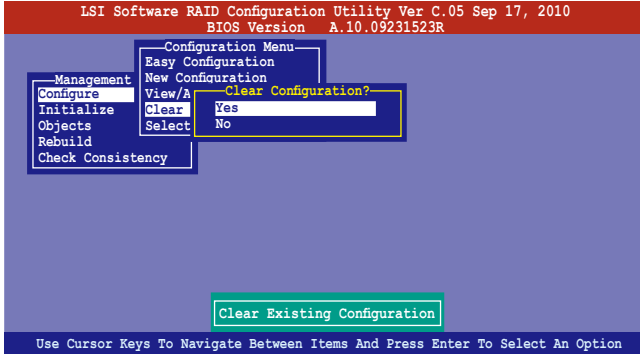 LSI Software RAID Configuration Utility Ver C.05 Sep 17, 2010
BIOS Version A.10.09231523R
Configuration Menu
Easy Configuration
New Configuration
View/A
Clear
Select
Management
Configure
Initialize
Objects
Rebuild
Check Consistency
Clear Configuration?
Yes
No
Clear Existing Configuration
Use Cursor Keys To Navigate Between Items And Press Enter To Select An Option